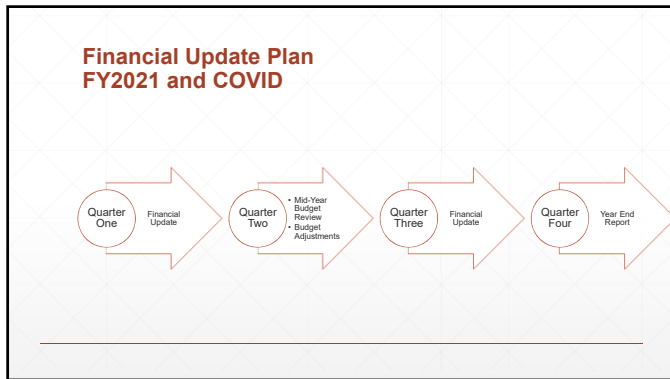 Financial Update Plan
FY2021 and COVID
Quarter
One
Financial
Update
Quarter
Two
• Mid-Year
Budget
Review
• Budget
Adjustments
Quarter
Three
Financial
Update
Quarter
Four
Year End
Report